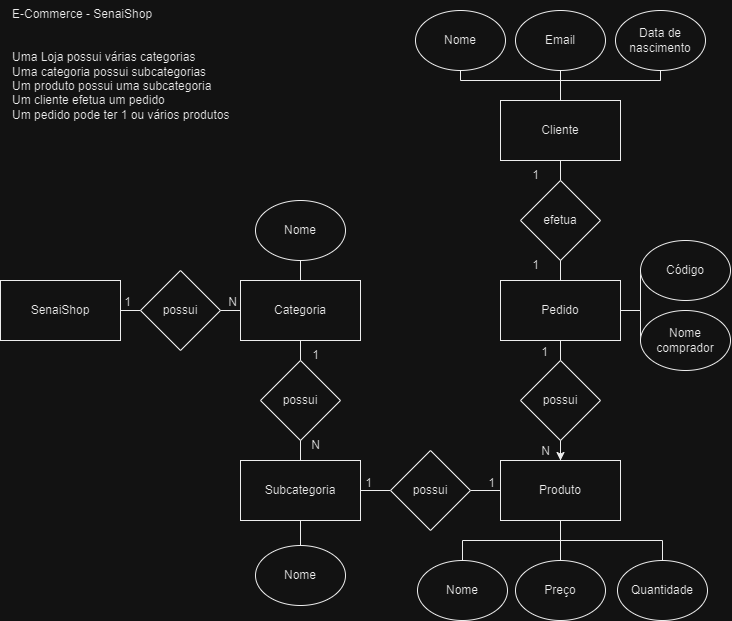 E-Commerce - SenaiShop
Uma Loja possui várias categorias
Uma categoria possui subcategorias
Um produto possui uma subcategoria
Um cliente efetua um pedido
Um pedido pode ter 1 ou vários produtos
Nome
Email
Data de
nascimento
Cliente
1
efetua
1
Nome
Código
SenaiShop
1
possui
N
Categoria
Pedido
Nome
comprador
1
1
possui
possui
N
N
Subcategoria
1
possui
1
Produto
Nome
Nome
Preço
Quantidade